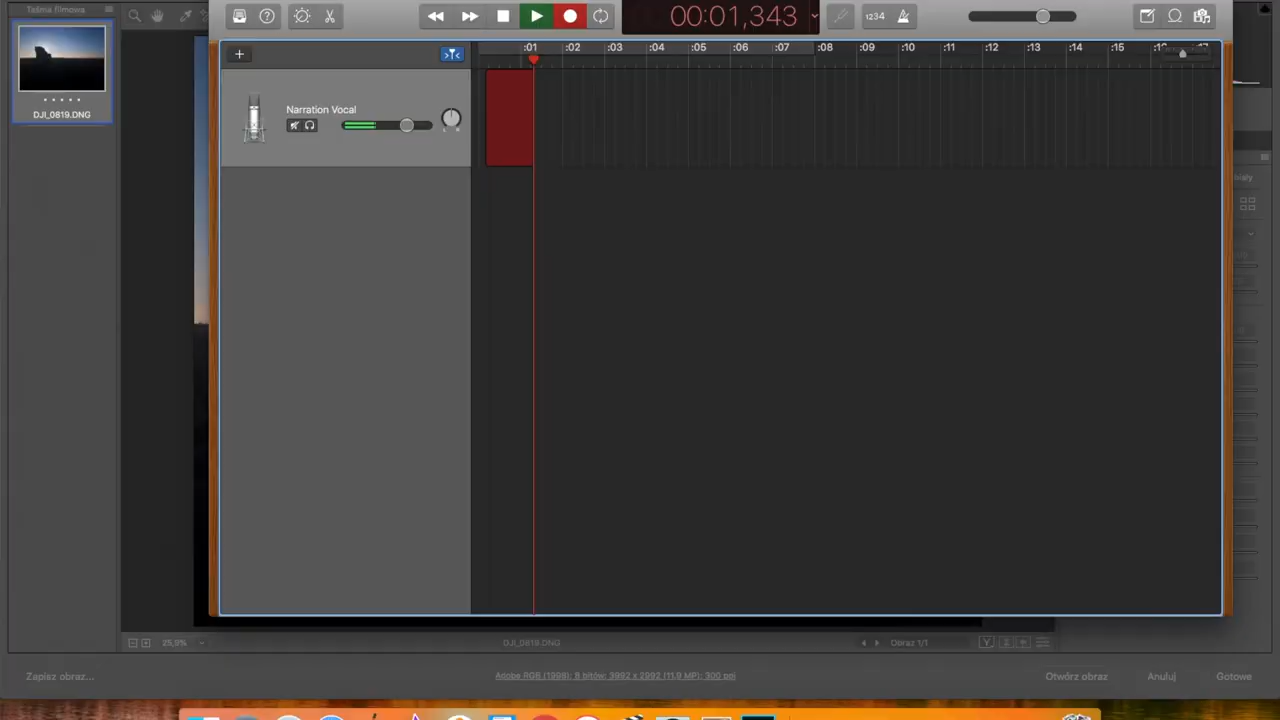 Taśma filmowa
DJI_0819.DNG
00:01,343
1234
:01 :02 :03 :04 :05 :06 :07 :08 :09 :10 :11 :12 :13 :14 :15
Narration Vocal
L R
25,9%
DJI_0819.DNG
Obraz 1/1
Y
Zapisz obraz...
Adobe RGB (1998); 8 bitów; 3992 x 2992 (11,9 MP); 300 ppi
Otwórz obraz
Anuluj
Gotowe